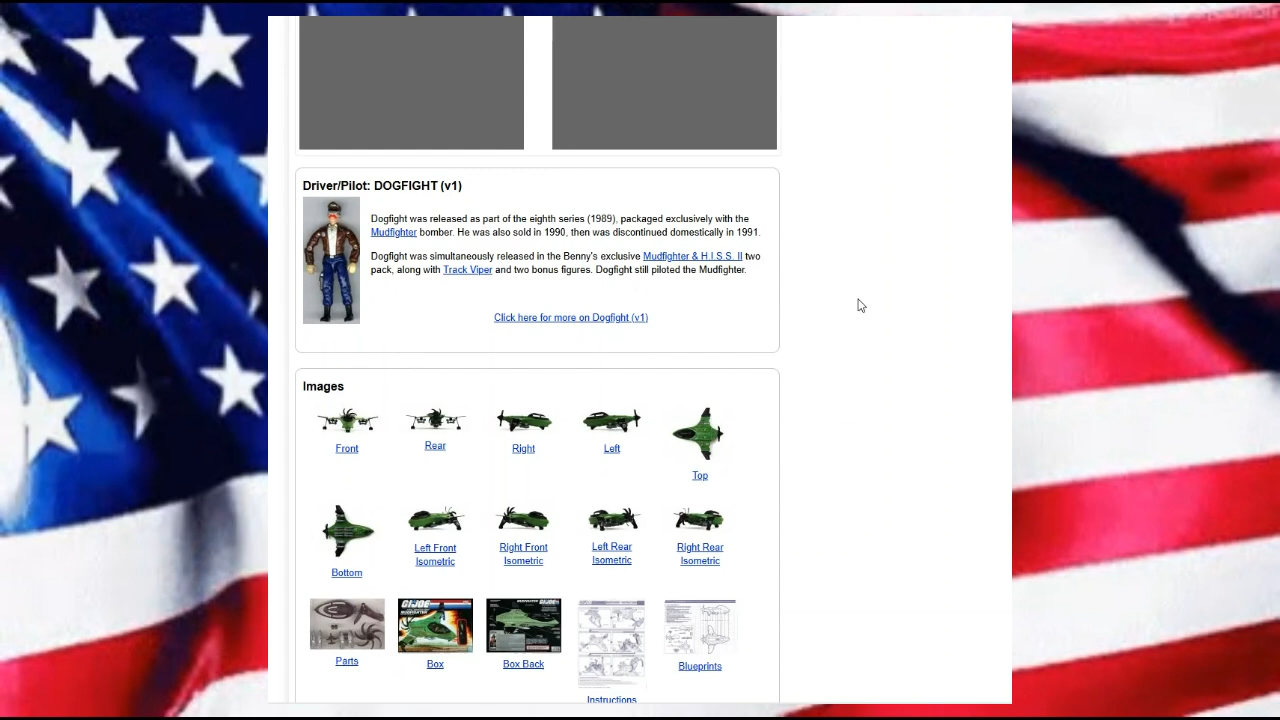 Driver/Pilot: DOGFIGHT (v1)
Dogfight was released as part of the eighth series (1989), packaged exclusively with the
Mudfighter bomber. He was also sold in 1990, then was discontinued domestically in 1991.
Dogfight was simultaneously released in the Benny's exclusive Mudfighter & H.I.S.S. II two
pack, along with Track Viper and two bonus figures. Dogfight still piloted the Mudfighter.
Click here for more on Dogfight (v1)
Images
Front
Rear
Right
Left
Top
Bottom
Left Front
Isometric
Right Front
Isometric
Left Rear
Isometric
Right Rear
Isometric
G.I.JOE
Parts
Box
Box Back
Instructions
Blueprints